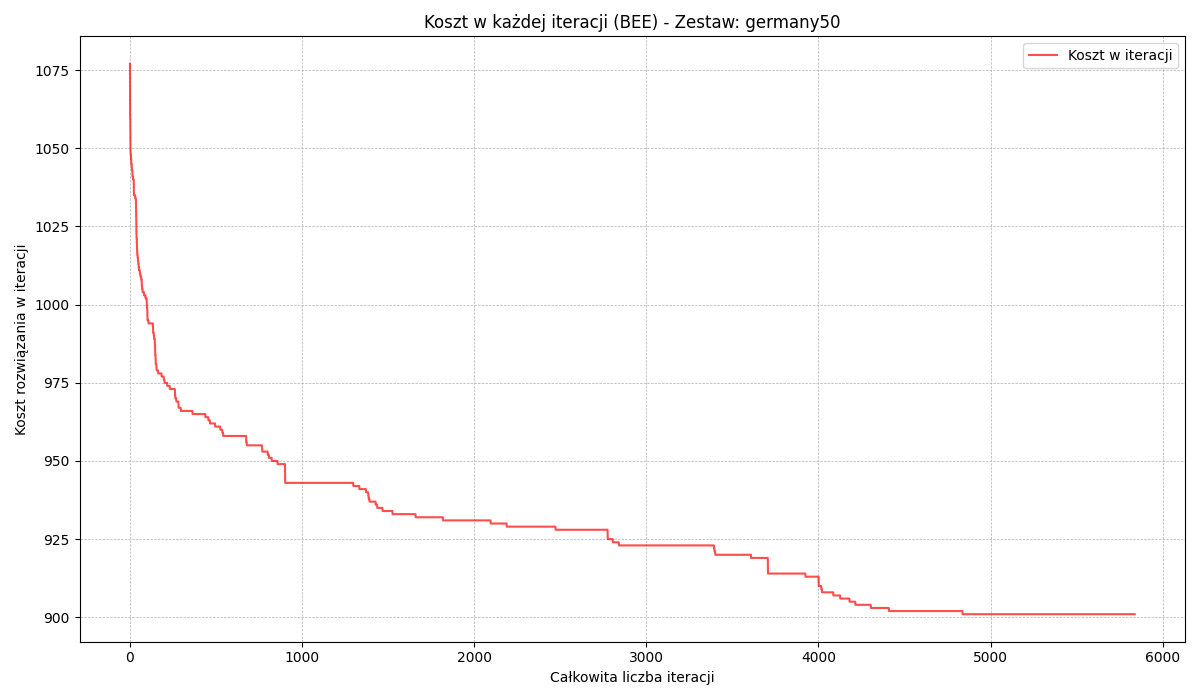 Koszt w każdej iteracji (BEE) - Zestaw: germany50
Koszt w iteracji
Koszt rozwiązania w iteracji
1075
1050
1025
1000
975
950
925
900
0 1000 2000 3000 4000 5000 6000
Całkowita liczba iteracji